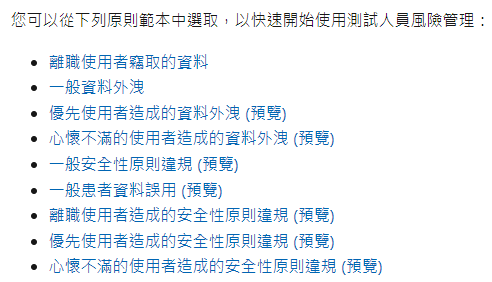 您可以從下列原則範本中選取，以快速開始使用測試人員風險管理：
離職使用者竊取的資料
一般資料外洩
優先使用者造成的資料外洩 (預覽)
心懷不滿的使用者造成的資料外洩 (預覽)
一般安全性原則違規 (預覽)
一般患者資料誤用 (預覽)
離職使用者造成的安全性原則違規 (預覽)
優先使用者造成的安全性原則違規 (預覽)
心懷不滿的使用者造成的安全性原則違規 (預覽)